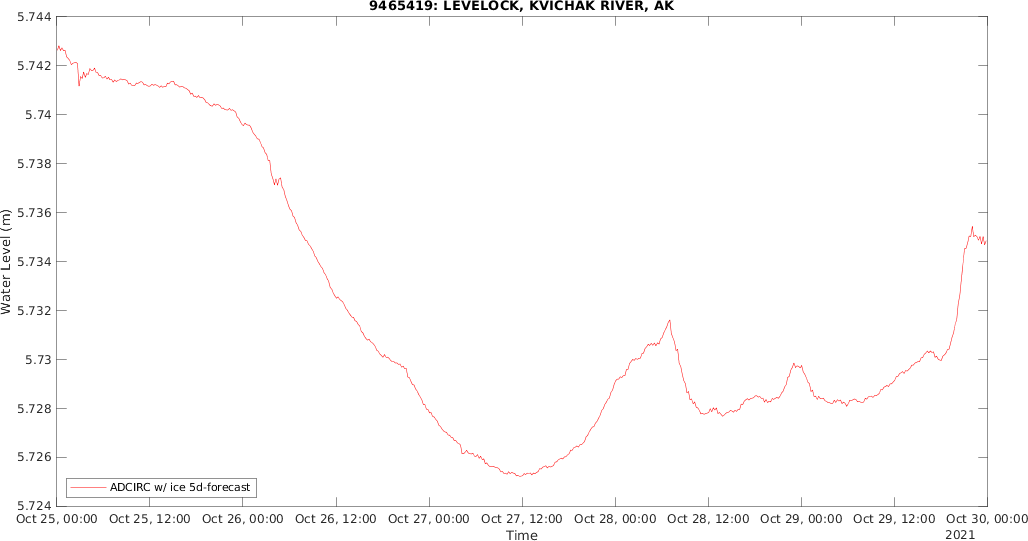 9465419: LEVELOCK, KVICHAK RIVER, AK
5.744
5.742
5.74
5.738
5.736
5.734
5.732
5.73
5.728
5.726
5.724
Water Level (m)
ADCIRC w/ ice 5d-forecast
Oct 25, 00:00 Oct 25, 12:00 Oct 26, 00:00 Oct 26, 12:00 Oct 27, 00:00 Oct 27, 12:00 Oct 28, 00:00 Oct 28, 12:00 Oct 29, 00:00 Oct 29, 12:00 Oct 30, 00:00
Time
2021